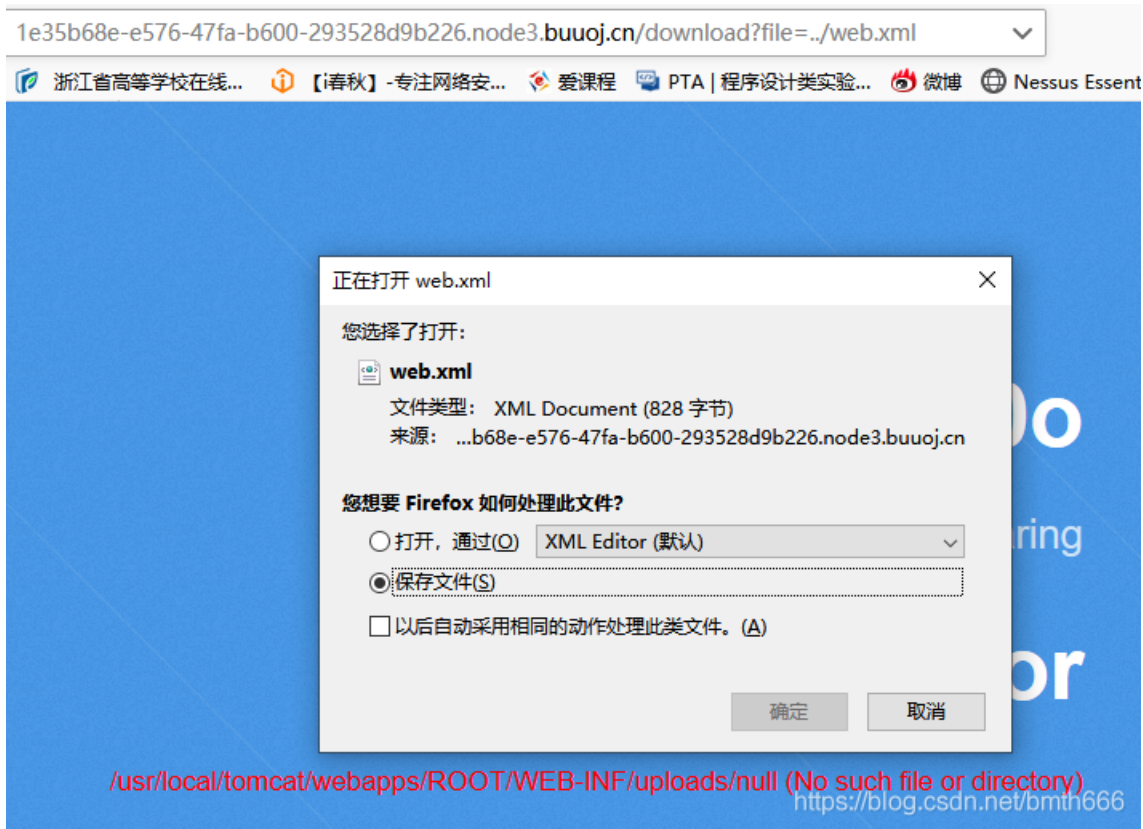 1e35b68e-e576-47fa-b600-293528d9b226.node3.buuoj.cn/download?file=../web.xml
浙江省高等学校在线... 【i春秋】-专注网络安... 爱课程 PTA | 程序设计类实验... 微博 Nessus Essent
正在打开 web.xml
您选择了打开:
web.xml
文件类型: XML Document (828 字节)
来源: ...b68e-e576-47fa-b600-293528d9b226.node3.buuoj.cn
lo
您想要 Firefox 如何处理此文件?
打开，通过(O) XML Editor (默认)
ring
保存文件(S)
以后自动采用相同的动作处理此类文件。(A)
or
确定 取消
/usr/local/tomcat/webapps/ROOT/WEB-INF/uploads/null (No such file or directory)
https://blog.csdn.net/bmth666